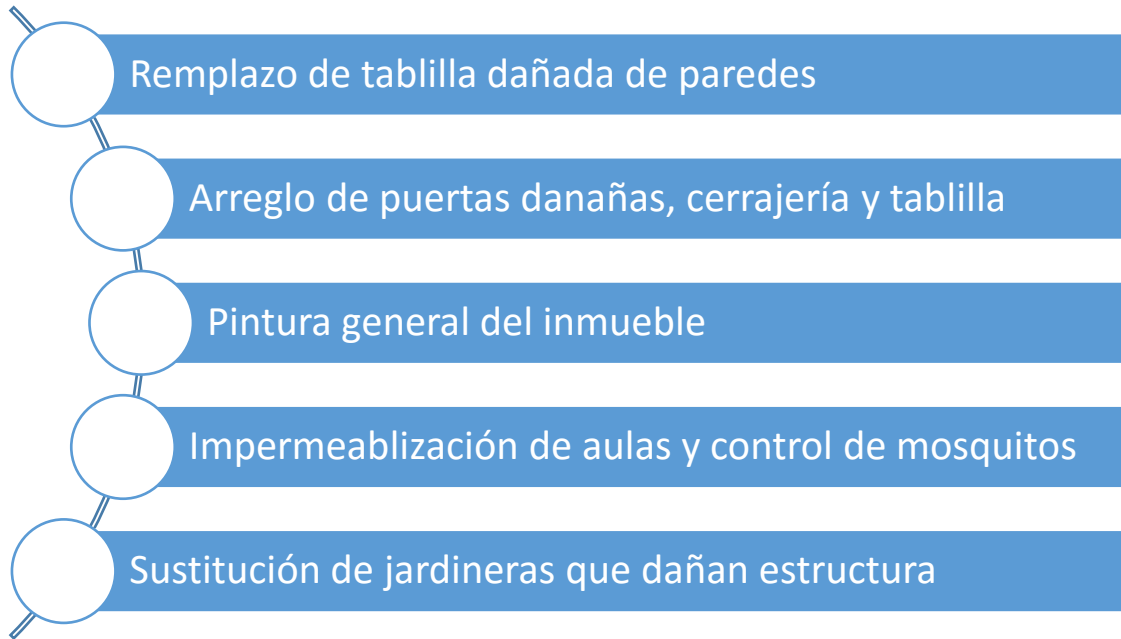 Remplazo de tablilla dañada de paredes
Arreglo de puertas danañas, cerrajería y tablilla
Pintura general del inmueble
Impermeablización de aulas y control de mosquitos
Sustitución de jardineras que dañan estructura